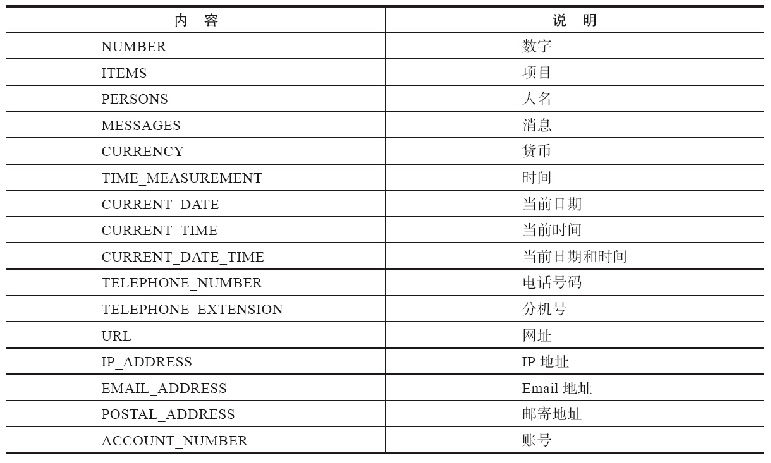 内 容 说 明
NUMBER 数字
ITEMS 项目
PERSONS 人名
MESSAGES 消息
CURRENCY 货币
TIME_MEASUREMENT 时间
CURRENT_DATE 当前日期
CURRENT_TIME 当前时间
CURRENT_DATE_TIME 当前日期和时间
TELEPHONE_NUMBER 电话号码
TELEPHONE_EXTENSION 分机号
URL 网址
IP_ADDRESS IP 地址
EMAIL_ADDRESS Email 地址
POSTAL_ADDRESS 邮寄地址
ACCOUNT_NUMBER 账号